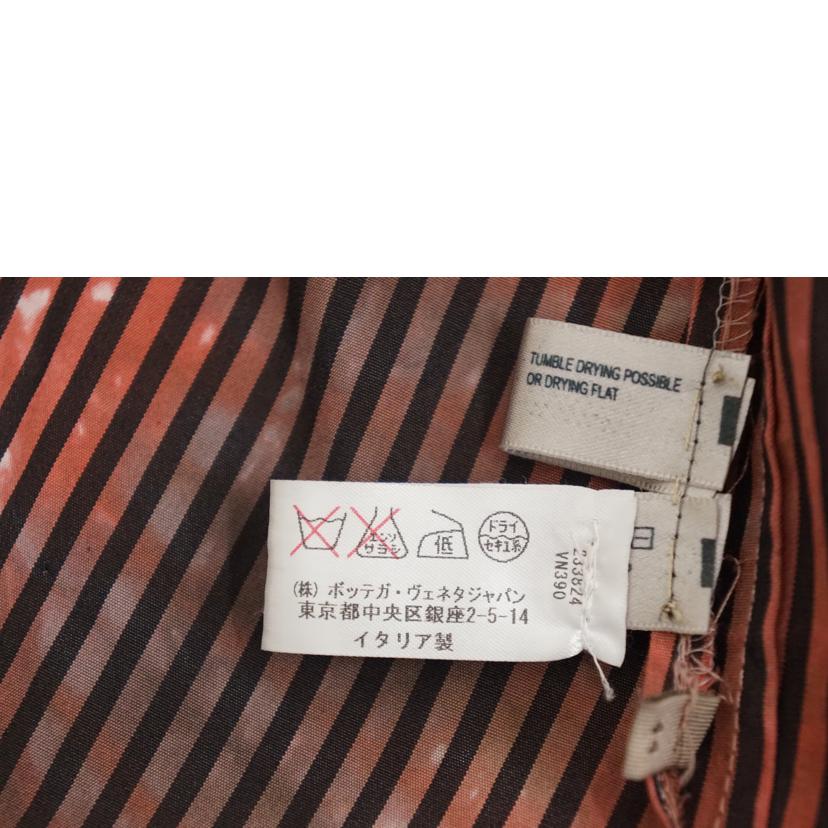 TUMBLE DRYING POSSIBLE
OR DRYING FLAT
エンソ
サラシ
低
ドライ
セキユ系
233824
VN390
(株) ボッテガ・ヴェネタジャパン
東京都中央区銀座2-5-14
イタリア製